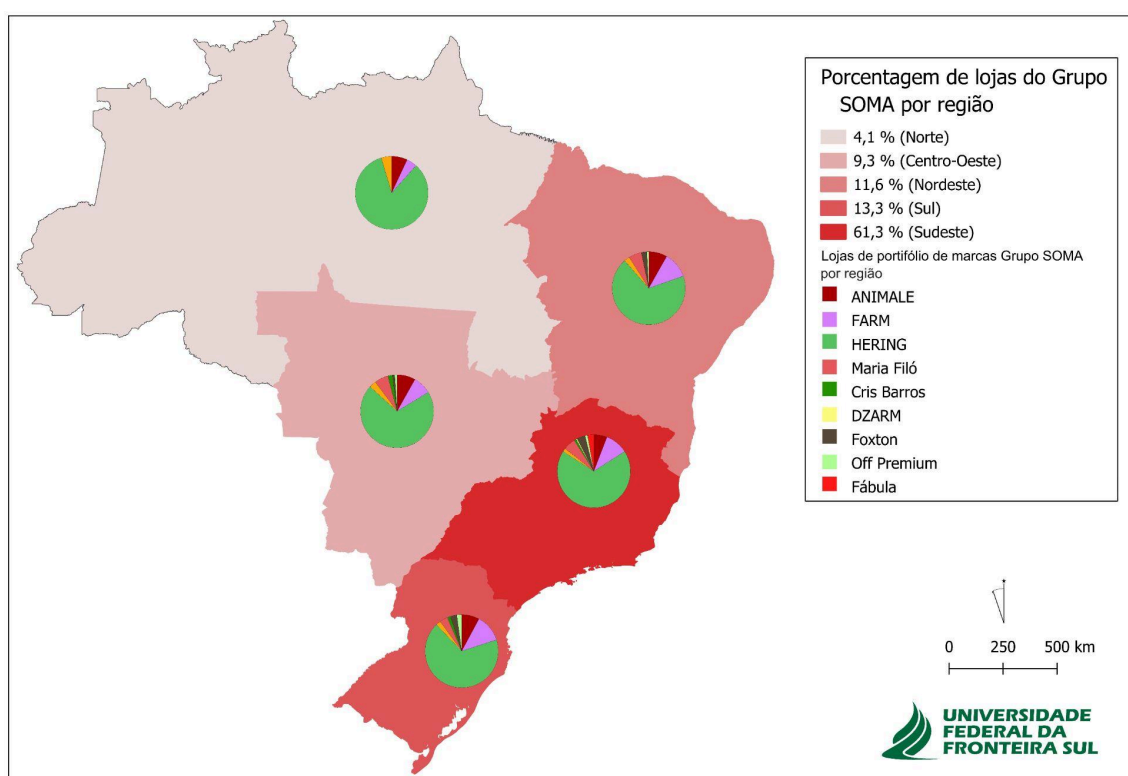 Porcentagem de lojas do Grupo
SOMA por região
4,1 % (Norte)
9,3 % (Centro-Oeste)
11,6 % (Nordeste)
13,3 % (Sul)
61,3 % (Sudeste)
Lojas de portifólio de marcas Grupo SOMA
por região
ANIMALE
FARM
HERING
Maria Filó
Cris Barros
DZARM
Foxton
Off Premium
Fábula
0 250 500 km
UNIVERSIDADE
FEDERAL DA
FRONTEIRA SUL